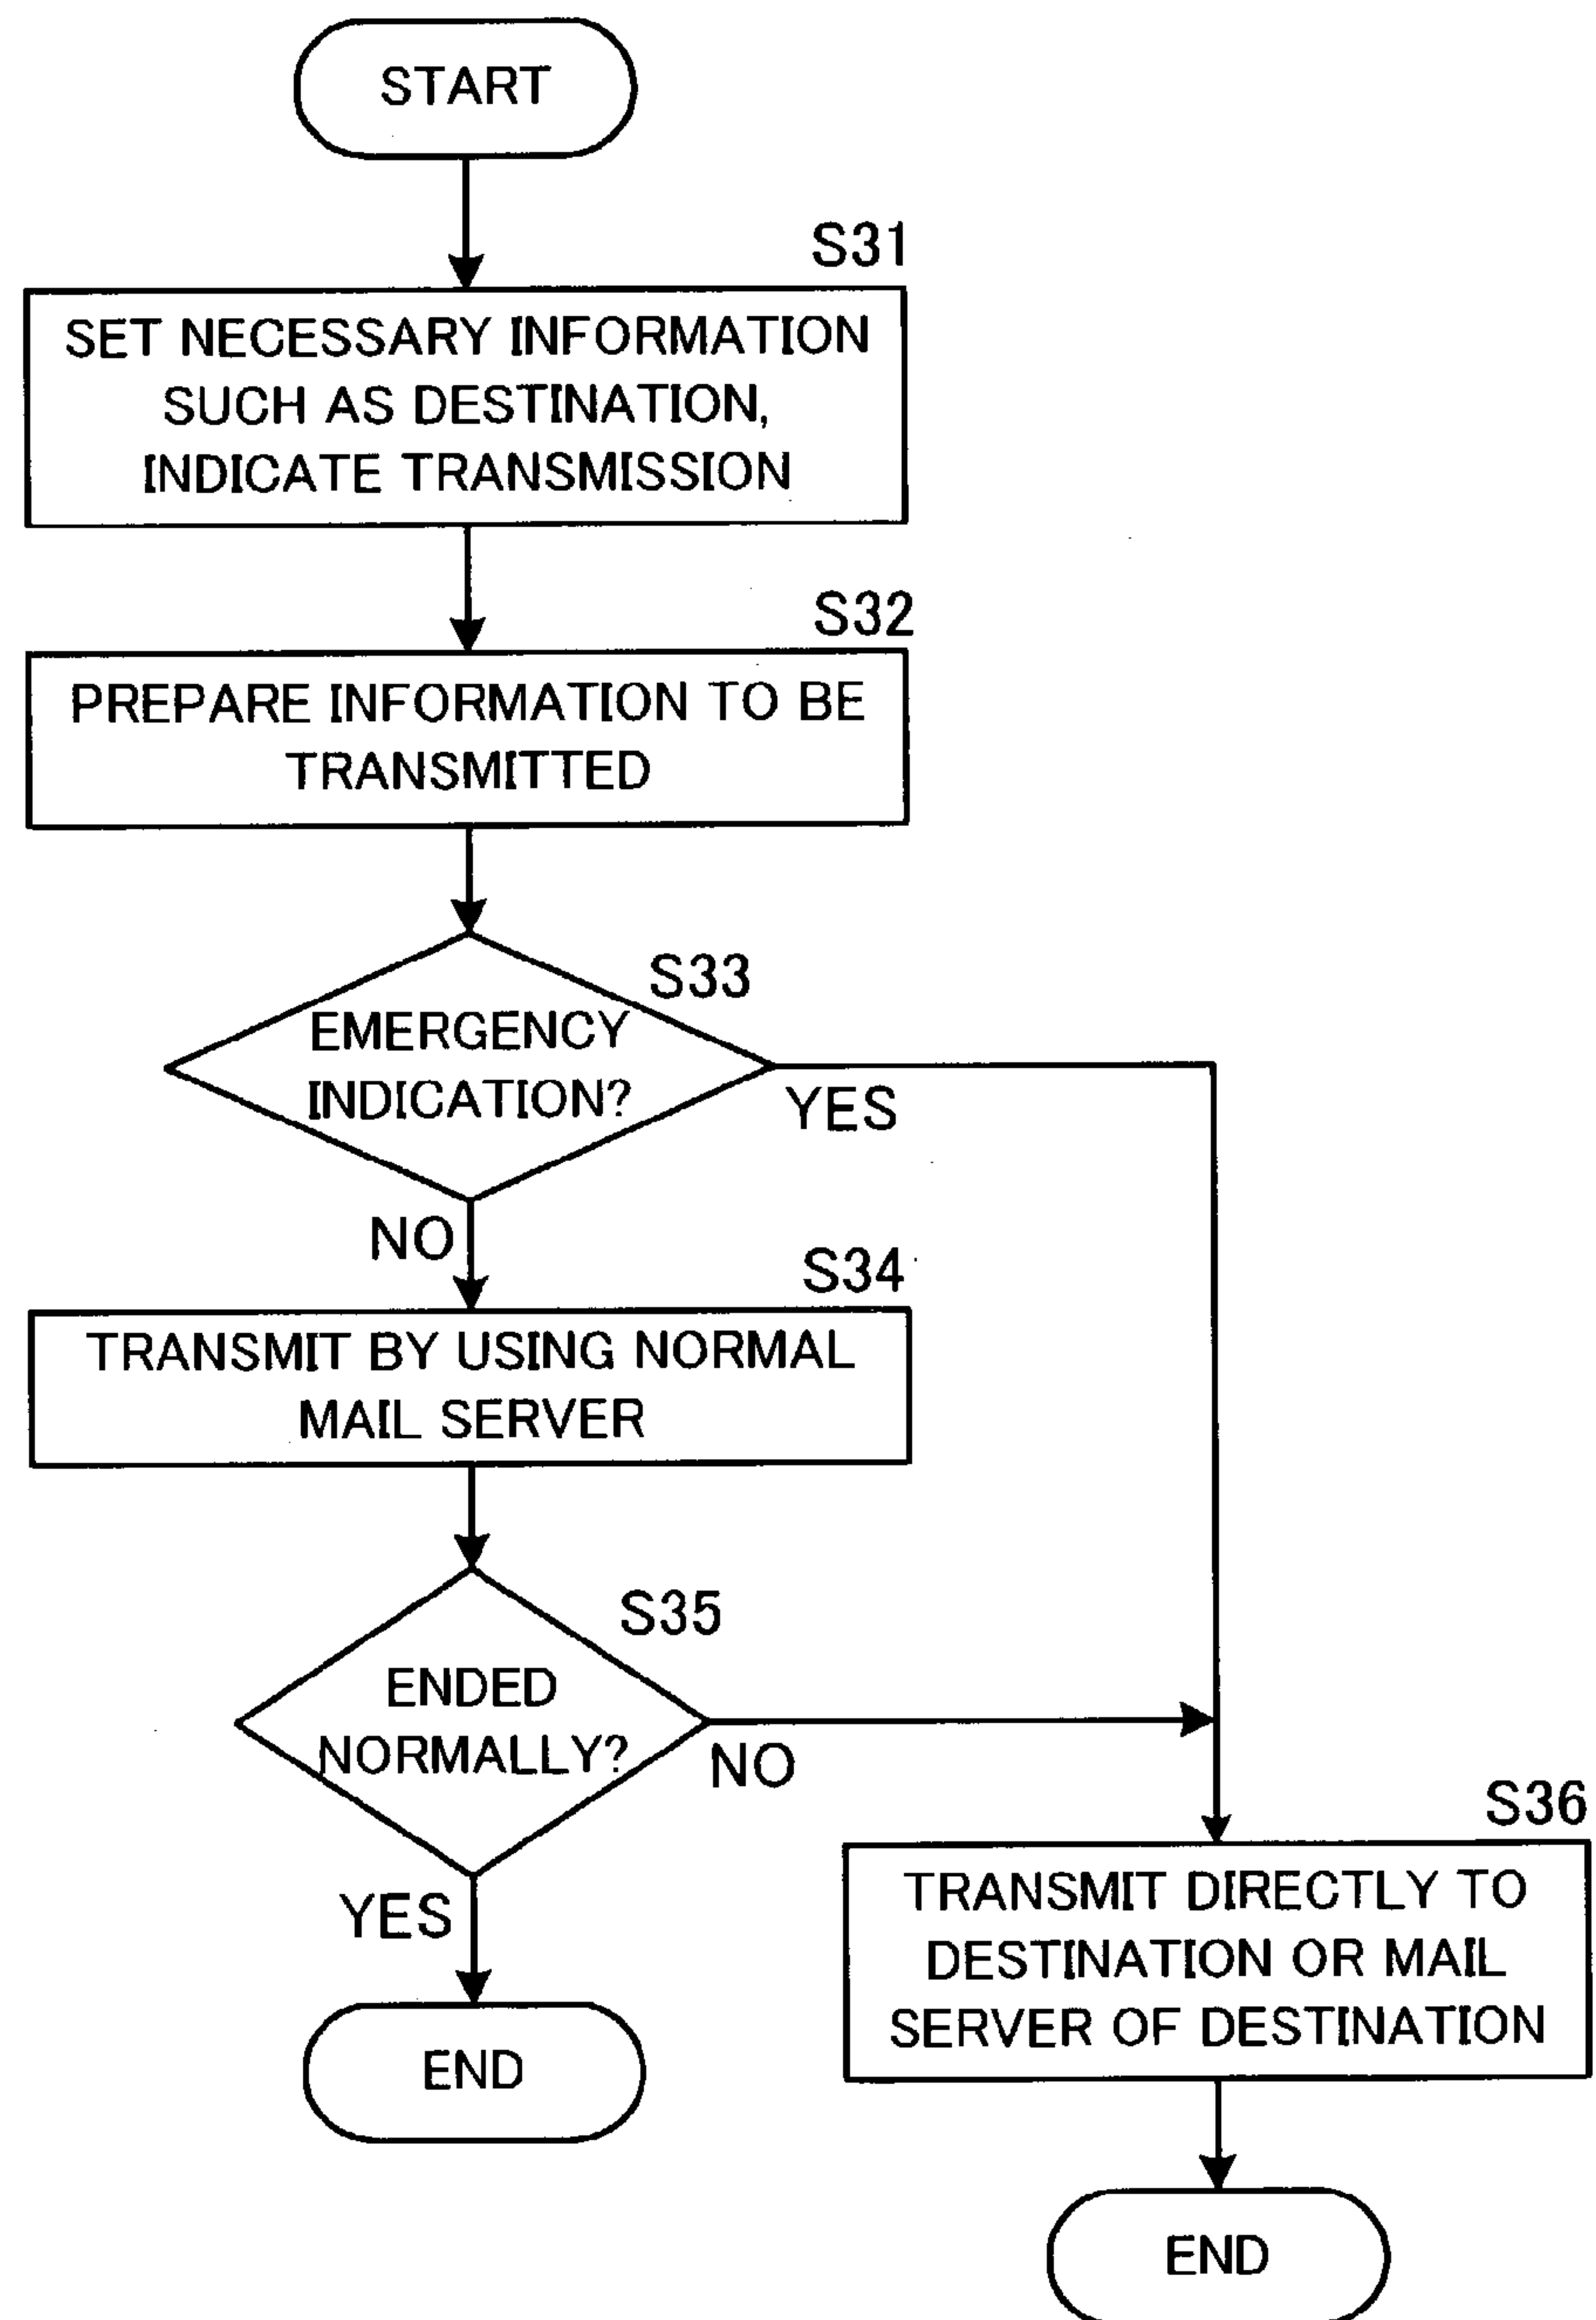 START
S31
SET NECESSARY INFORMATION
SUCH AS DESTINATION,
INDICATE TRANSMISSION
S32
PREPARE INFORMATION TO BE
TRANSMITTED
S33
EMERGENCY
INDICATION?
YES
NO
S34
TRANSMIT BY USING NORMAL
MAIL SERVER
S35
ENDED
NORMALLY?
NO
YES
END
S36
TRANSMIT DIRECTLY TO
DESTINATION OR MAIL
SERVER OF DESTINATION
END